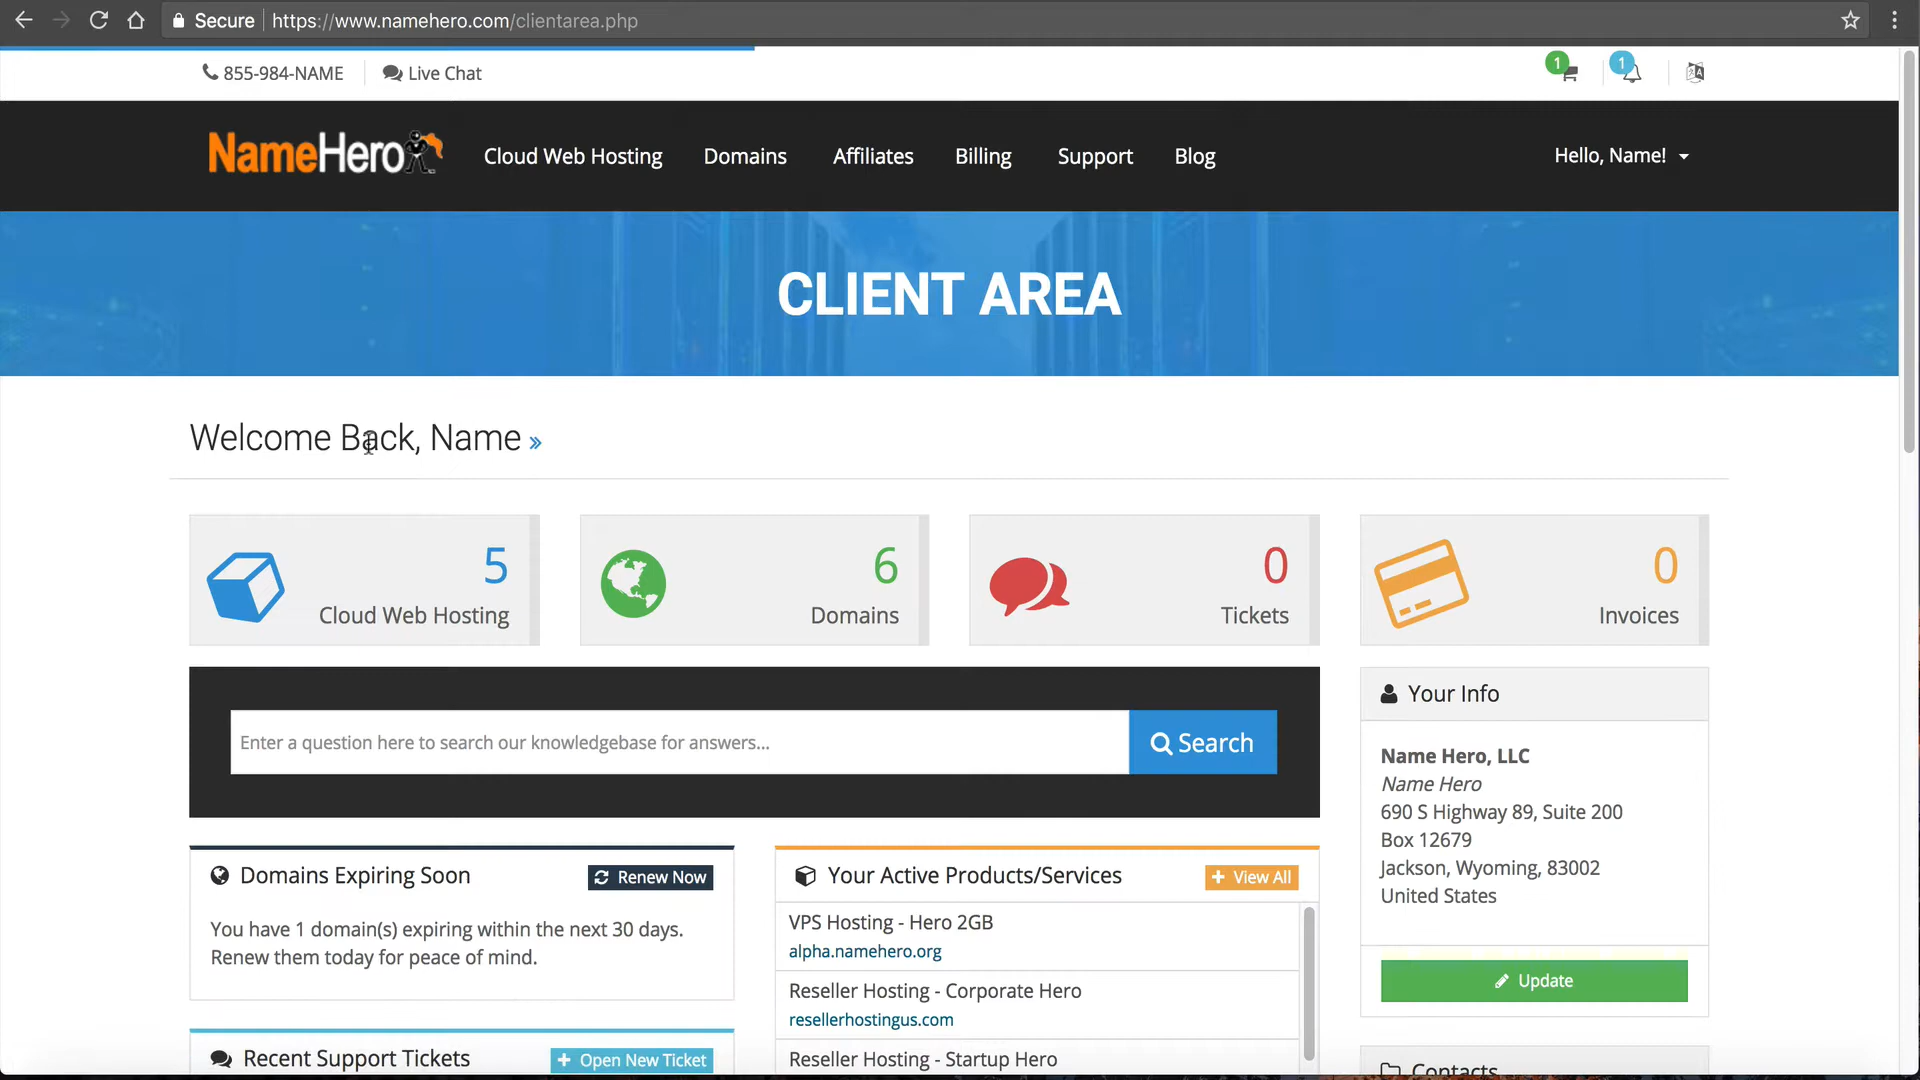 Secure https://www.namehero.com/clientarea.php
855-984-NAME Live Chat 1 1
NameHero Cloud Web Hosting Domains Affiliates Billing Support Blog Hello, Name!
CLIENT AREA
Welcome Back, Name »
5
Cloud Web Hosting
6
Domains
0
Tickets
0
Invoices
Enter a question here to search our knowledgebase for answers... Search
Domains Expiring Soon Renew Now
You have 1 domain(s) expiring within the next 30 days.
Renew them today for peace of mind.
Recent Support Tickets + Open New Ticket
Your Active Products/Services + View All
VPS Hosting - Hero 2GB
alpha.namehero.org
Reseller Hosting - Corporate Hero
resellerhostingus.com
Reseller Hosting - Startup Hero
Your Info
Name Hero, LLC
Name Hero
690 S Highway 89, Suite 200
Box 12679
Jackson, Wyoming, 83002
United States
Update
Contacts